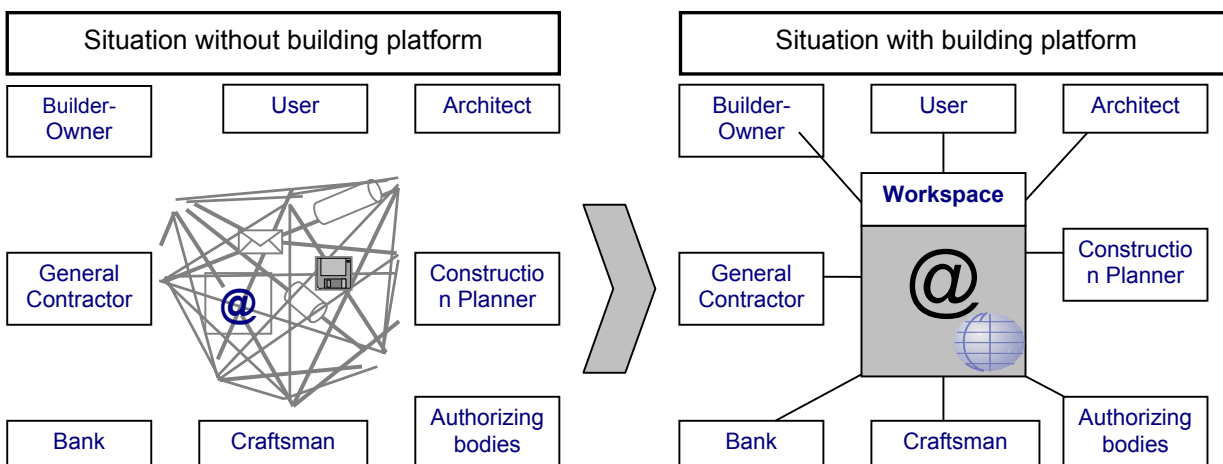 Situation without building platform
Builder-
Owner
User
Architect
General
Contractor
@
Constructio
n Planner
Bank
Craftsman
Authorizing
bodies
Situation with building platform
Builder-
Owner
User
Architect
Workspace
General
Contractor
@
Constructio
n Planner
Bank
Craftsman
Authorizing
bodies